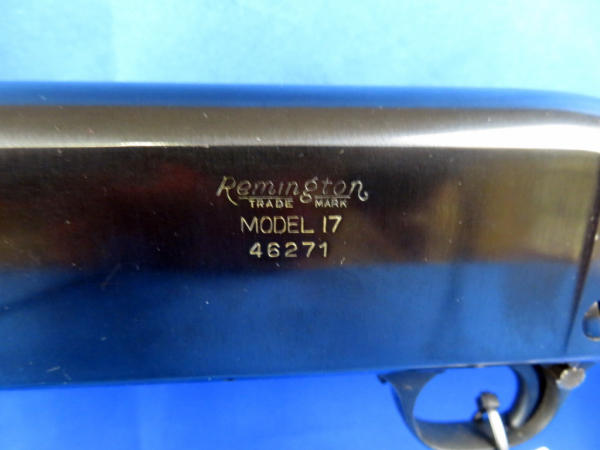 Remington
TRADE MARK
MODEL 17
46271